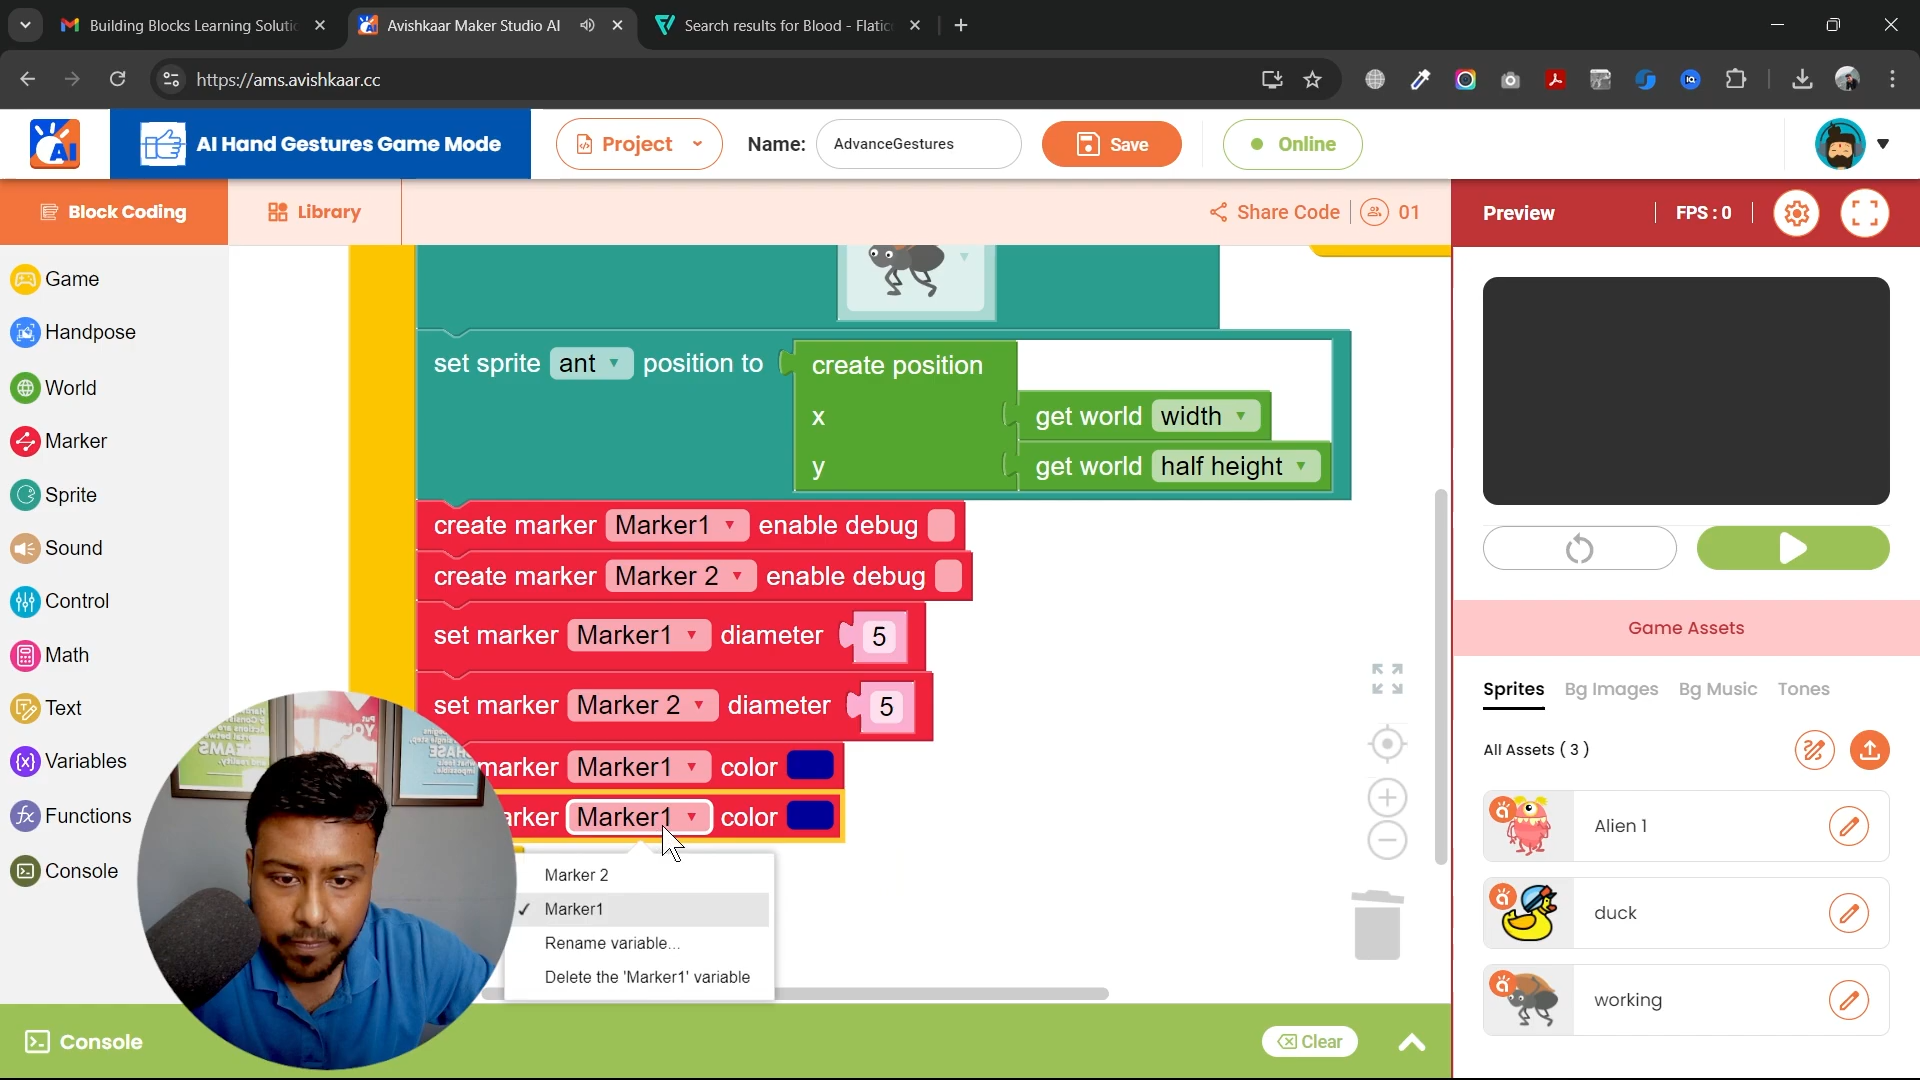 Building Blocks Learning Soluti
Avishkaar Maker Studio AI
Search results for Blood - Flatic
https://ams.avishkaar.cc
AI
AI Hand Gestures Game Mode
Project
Name:
AdvanceGestures
Save
Online
Block Coding
Library
Share Code
01
Preview
FPS : 0
Game
Handpose
World
Marker
Sprite
Sound
Control
Math
Text
Variables
Functions
Console
set sprite ant position to
create position
x
get world width
y
get world half height
create marker Marker1 enable debug
create marker Marker 2 enable debug
set marker Marker1 diameter 5
set marker Marker 2 diameter 5
marker Marker1 color
arker Marker1 color
Marker 2
✓ Marker1
Rename variable...
Delete the 'Marker1' variable
Game Assets
Sprites
Bg Images
Bg Music
Tones
All Assets ( 3 )
Alien 1
duck
working
Console
Clear